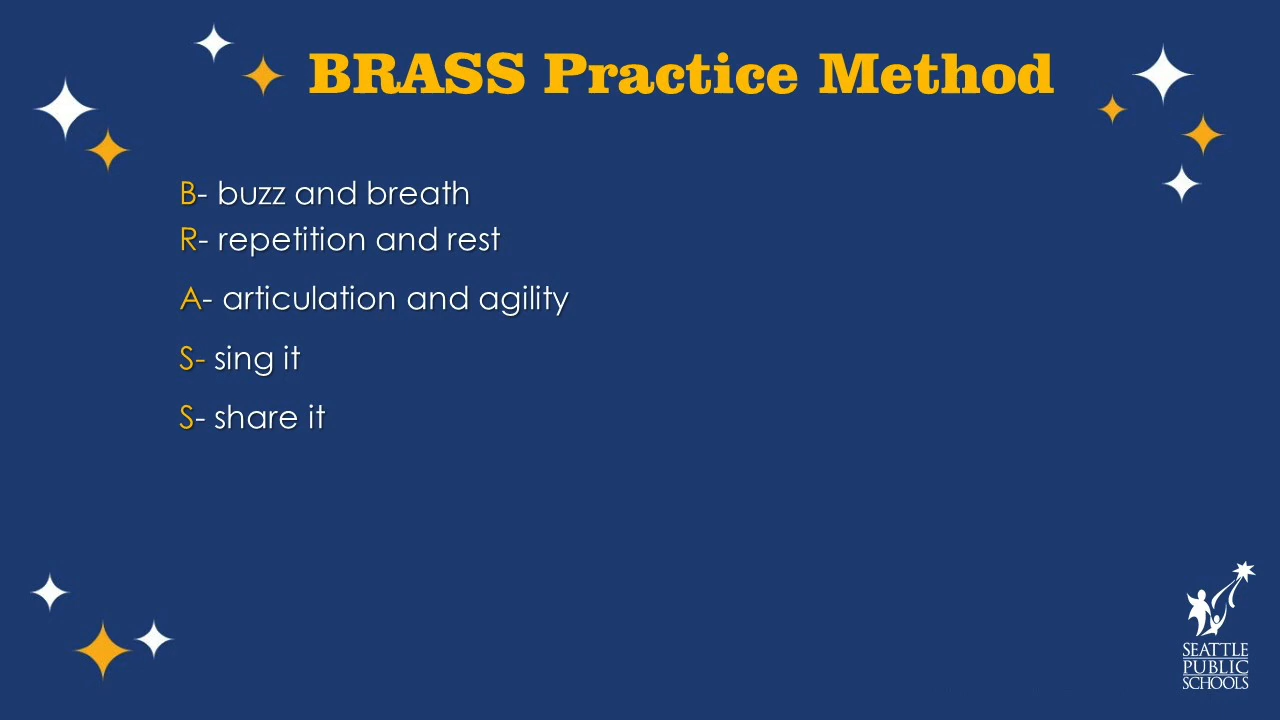 BRASS Practice Method
B- buzz and breath
R- repetition and rest
A- articulation and agility
S- sing it
S- share it
SEATTLE
PUBLIC
SCHOOLS